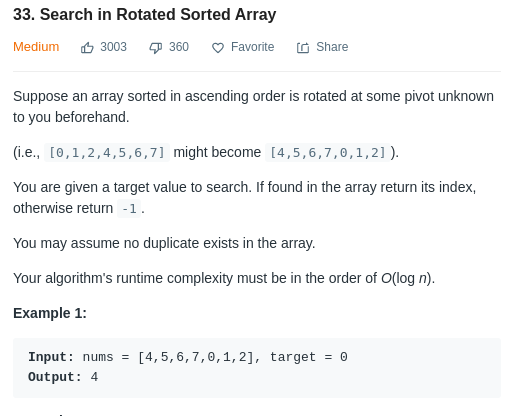 33. Search in Rotated Sorted Array
Medium 3003 360 Favorite Share
Suppose an array sorted in ascending order is rotated at some pivot unknown
to you beforehand.
(i.e., [0,1,2,4,5,6,7] might become [4,5,6,7,0,1,2] ).
You are given a target value to search. If found in the array return its index,
otherwise return -1 .
You may assume no duplicate exists in the array.
Your algorithm's runtime complexity must be in the order of O(log n).
Example 1:
Input: nums = [4,5,6,7,0,1,2], target = 0
Output: 4